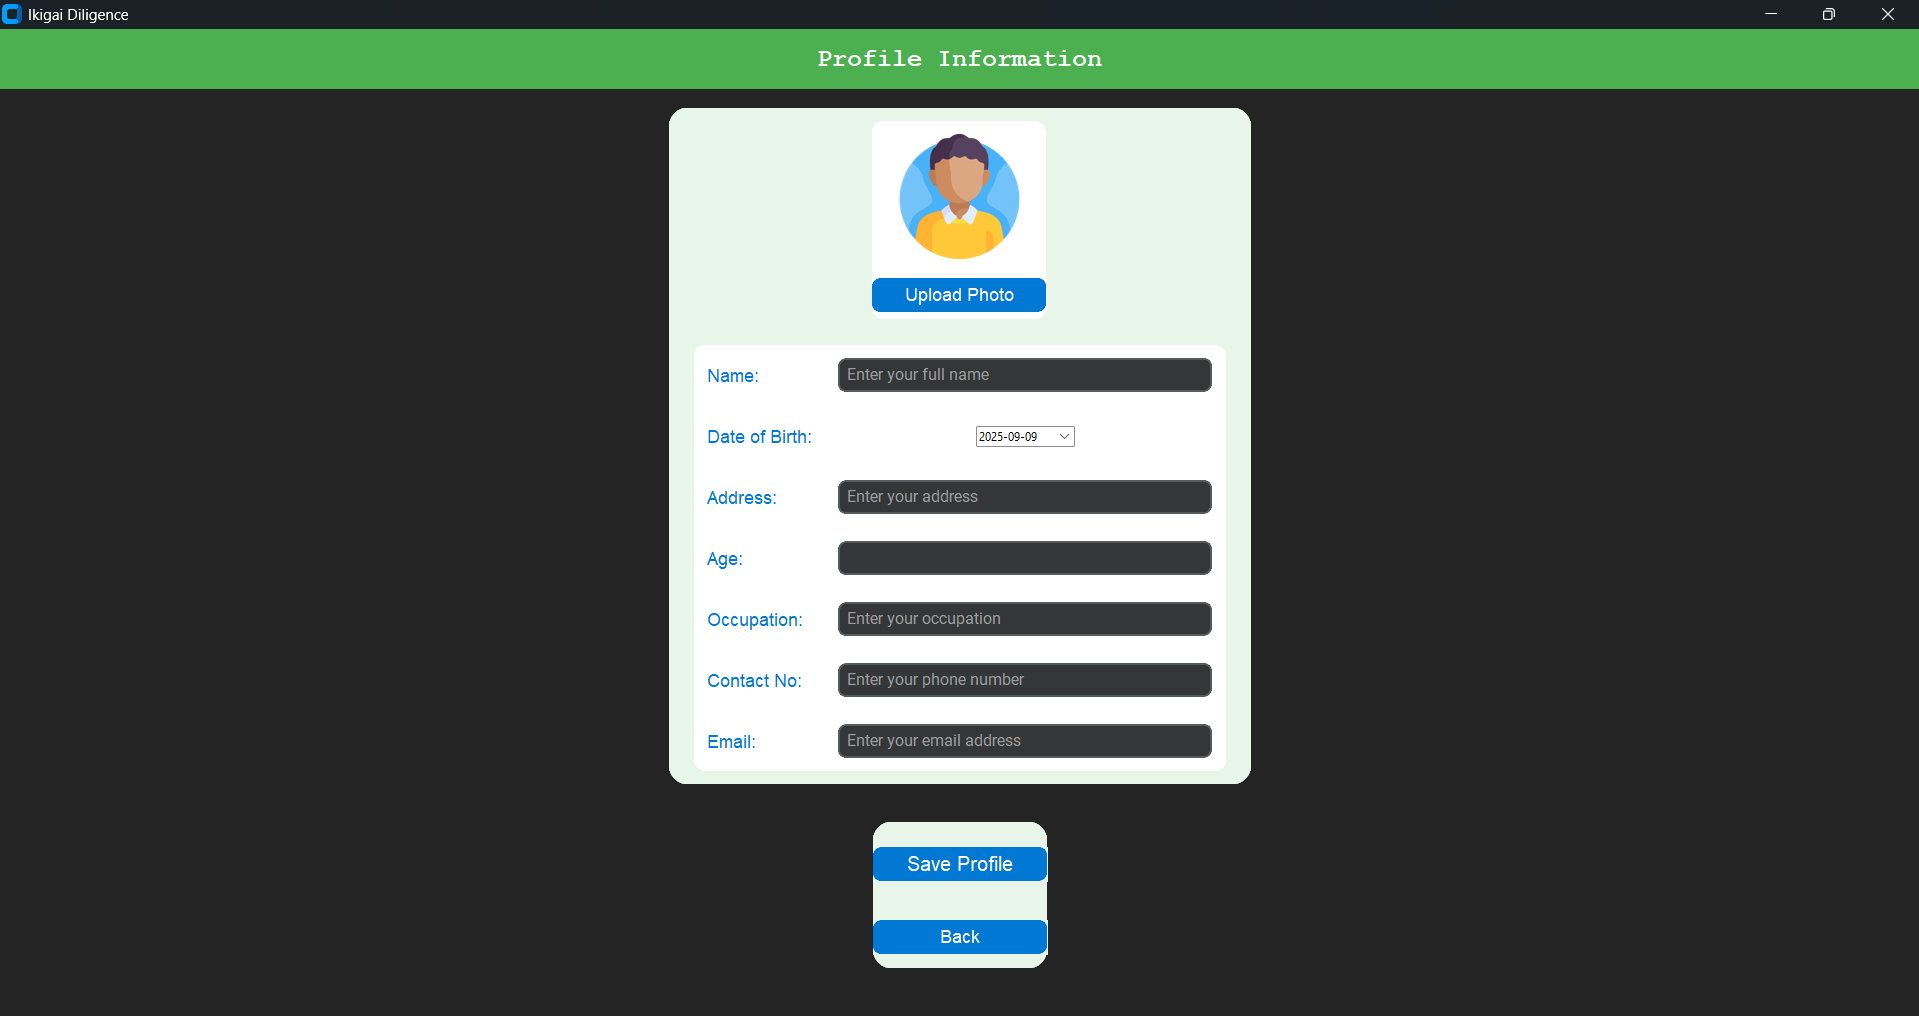 Ikigai Diligence
Profile Information
Upload Photo
Name: Enter your full name
Date of Birth: 2025-09-09
Address: Enter your address
Age:
Occupation: Enter your occupation
Contact No: Enter your phone number
Email: Enter your email address
Save Profile
Back